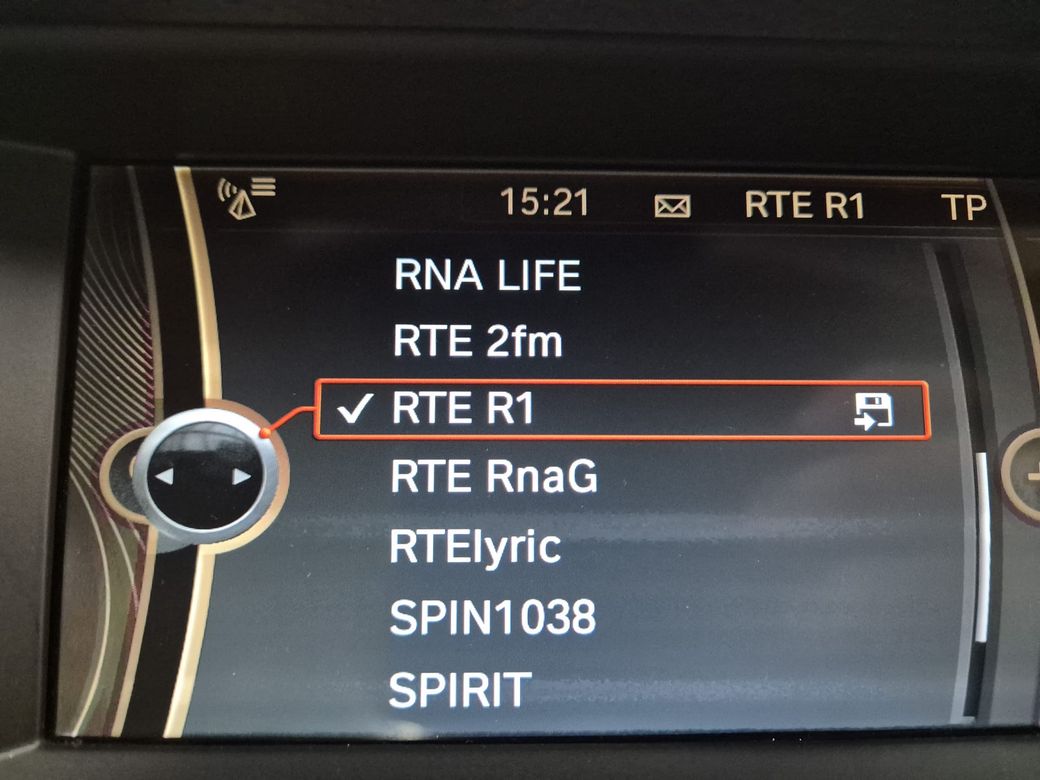 15:21 RTE R1 TP
RNA LIFE
RTE 2fm
RTE R1
RTE RnaG
RTElyric
SPIN1038
SPIRIT